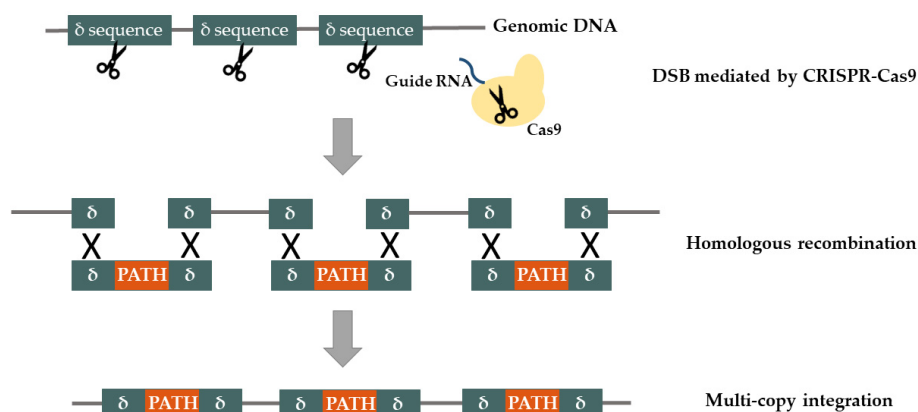 δ sequence δ sequence δ sequence Genomic DNA
DSB mediated by CRISPR-Cas9
Guide RNA
Cas9
δ δ δ δ δ δ
Homologous recombination
δ PATH δ δ PATH δ δ PATH δ
δ PATH δ δ PATH δ δ PATH δ
Multi-copy integration